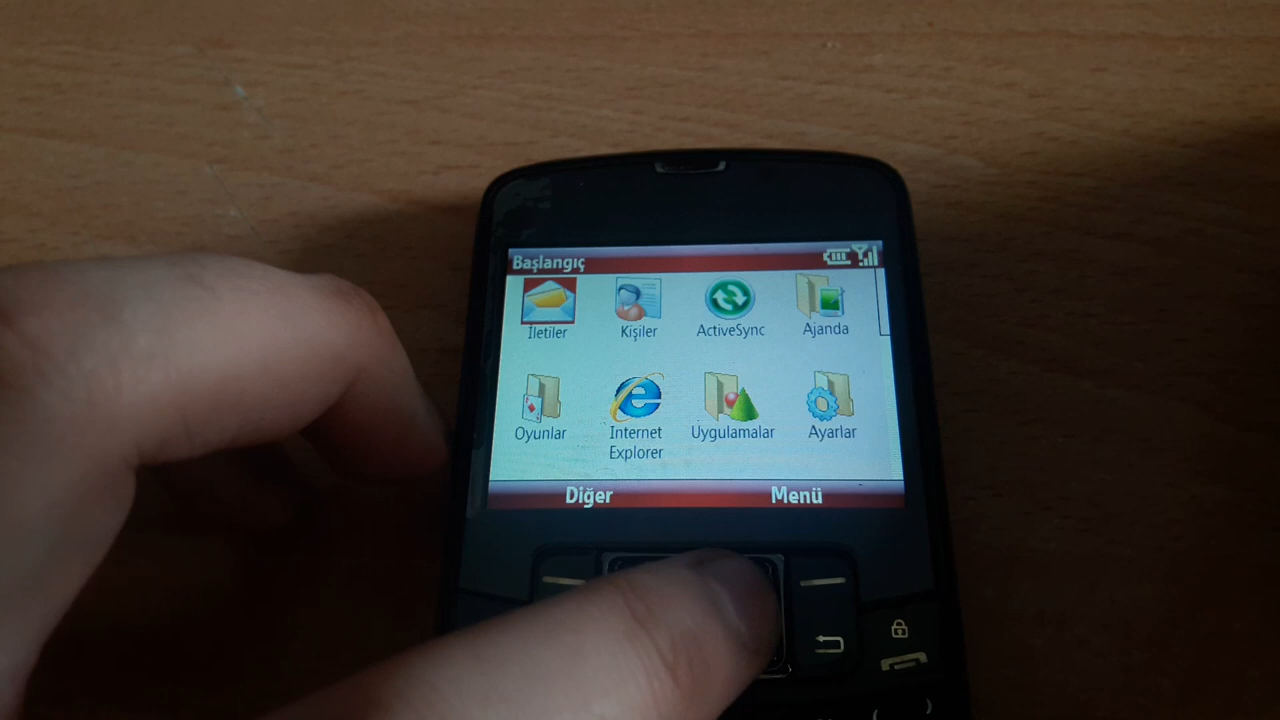 Başlangıç
İletiler
Kişiler
ActiveSync
Ajanda
Oyunlar
Internet
Explorer
Uygulamalar
Ayarlar
Diğer
Menü